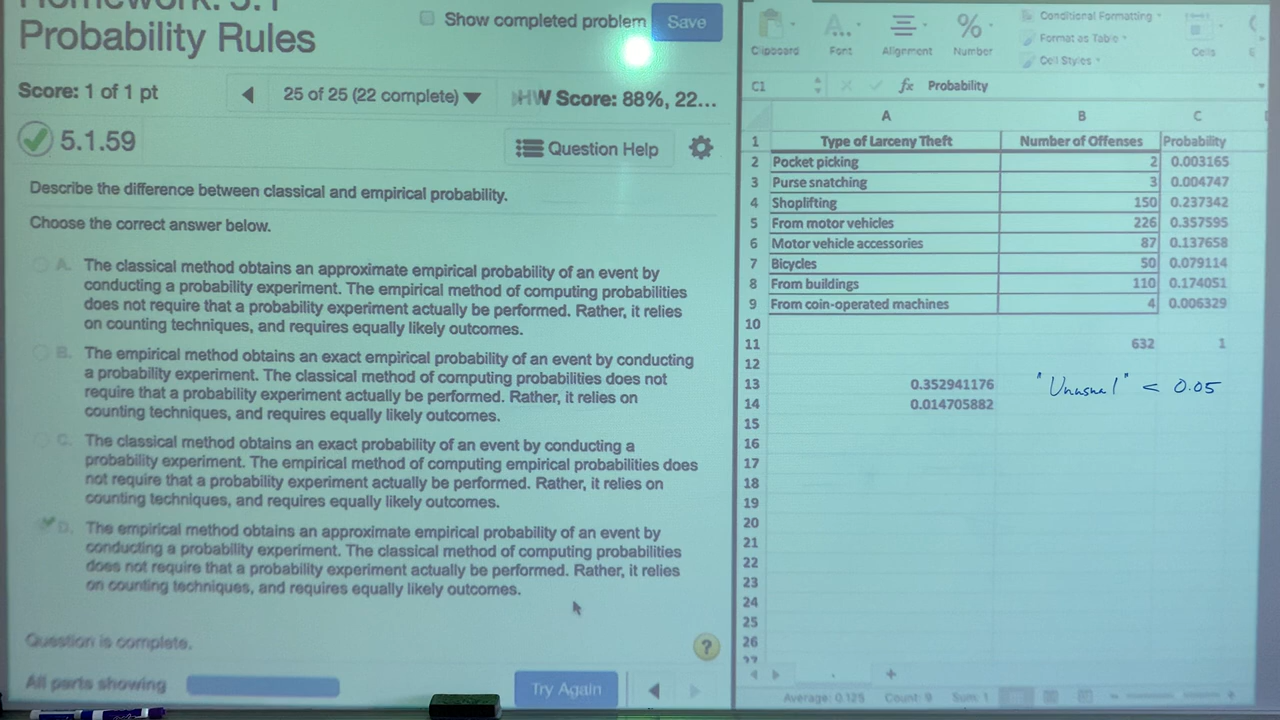 Homework: 5.1
Probability Rules
Show completed problem
Save
Score: 1 of 1 pt
25 of 25 (22 complete)
HW Score: 88%, 22...
5.1.59
Question Help
Describe the difference between classical and empirical probability.
Choose the correct answer below.
A. The classical method obtains an approximate empirical probability of an event by
conducting a probability experiment. The empirical method of computing probabilities
does not require that a probability experiment actually be performed. Rather, it relies
on counting techniques, and requires equally likely outcomes.
B. The empirical method obtains an exact empirical probability of an event by conducting
a probability experiment. The classical method of computing probabilities does not
require that a probability experiment actually be performed. Rather, it relies on
counting techniques, and requires equally likely outcomes.
C. The classical method obtains an exact probability of an event by conducting a
probability experiment. The empirical method of computing empirical probabilities does
not require that a probability experiment actually be performed. Rather, it relies on
counting techniques, and requires equally likely outcomes.
D. The empirical method obtains an approximate empirical probability of an event by
conducting a probability experiment. The classical method of computing probabilities
does not require that a probability experiment actually be performed. Rather, it relies
on counting techniques, and requires equally likely outcomes.
Question is complete.
?
All parts showing
Try Again
Clipboard Font Alignment Number Cells
%
Conditional Formatting
Format as Table
Cell Styles
C1 fx Probability
A B C
1 Type of Larceny Theft Number of Offenses Probability
2 Pocket picking 2 0.003165
3 Purse snatching 3 0.004747
4 Shoplifting 150 0.237342
5 From motor vehicles 226 0.357595
6 Motor vehicle accessories 87 0.137658
7 Bicycles 50 0.079114
8 From buildings 110 0.174051
9 From coin-operated machines 4 0.006329
10
11 632 1
12
13 0.352941176 "Unusual" < 0.05
14 0.014705882
15
16
17
18
19
20
21
22
23
24
25
26
27
+
Average: 0.125 Count: 9 Sum: 1